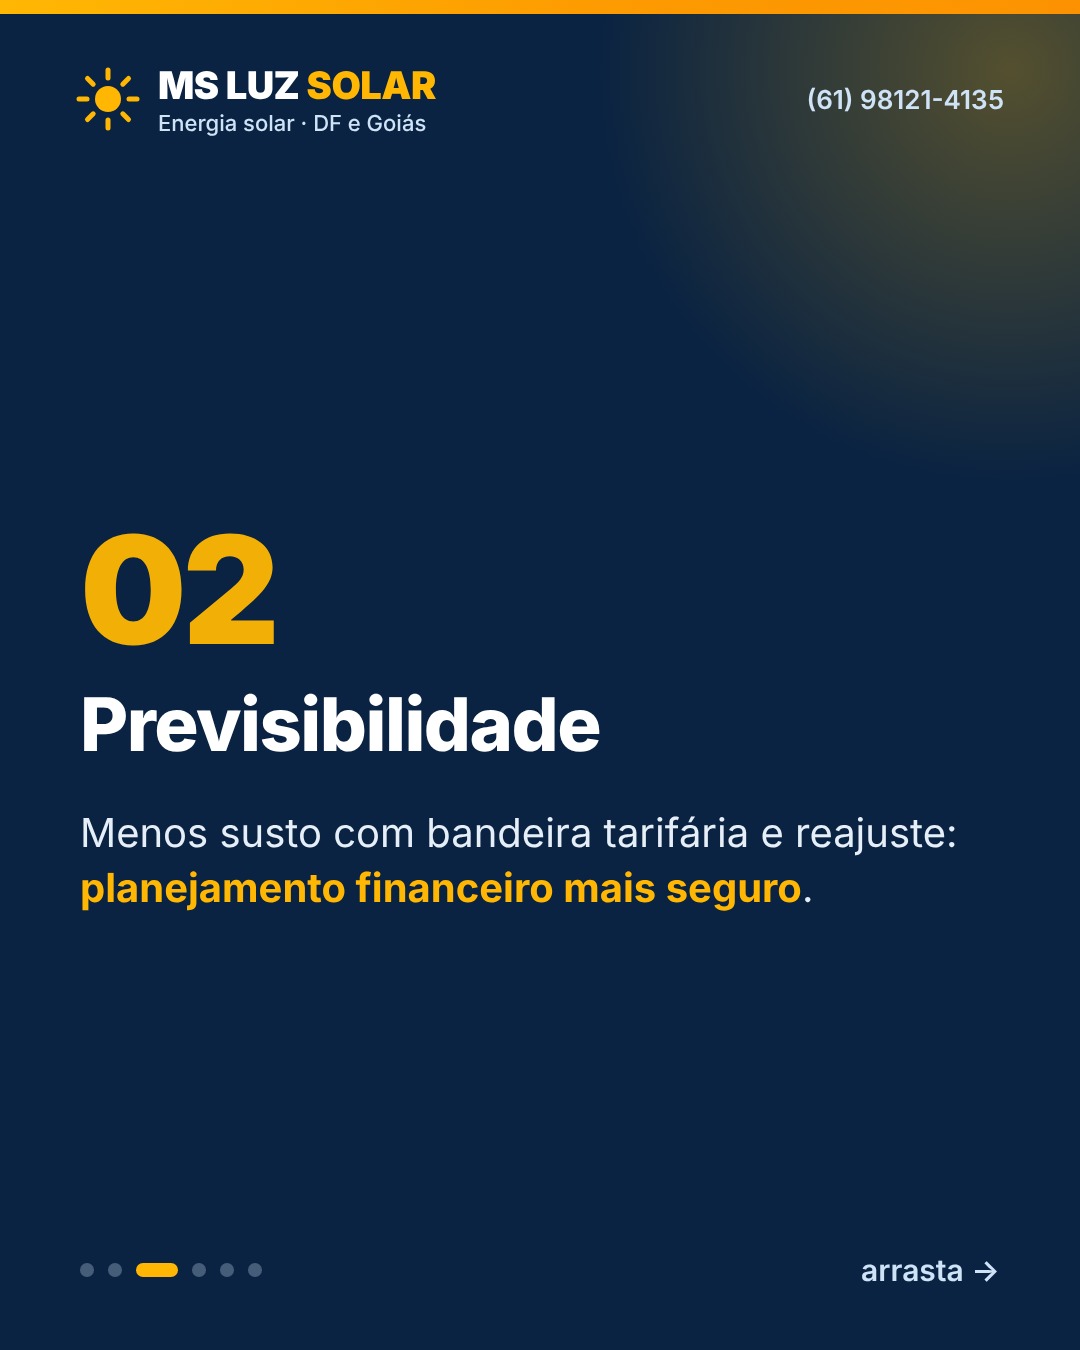 MS LUZ SOLAR
Energia solar · DF e Goiás
(61) 98121-4135
02
Previsibilidade
Menos susto com bandeira tarifária e reajuste:
planejamento financeiro mais seguro.
arrasta →